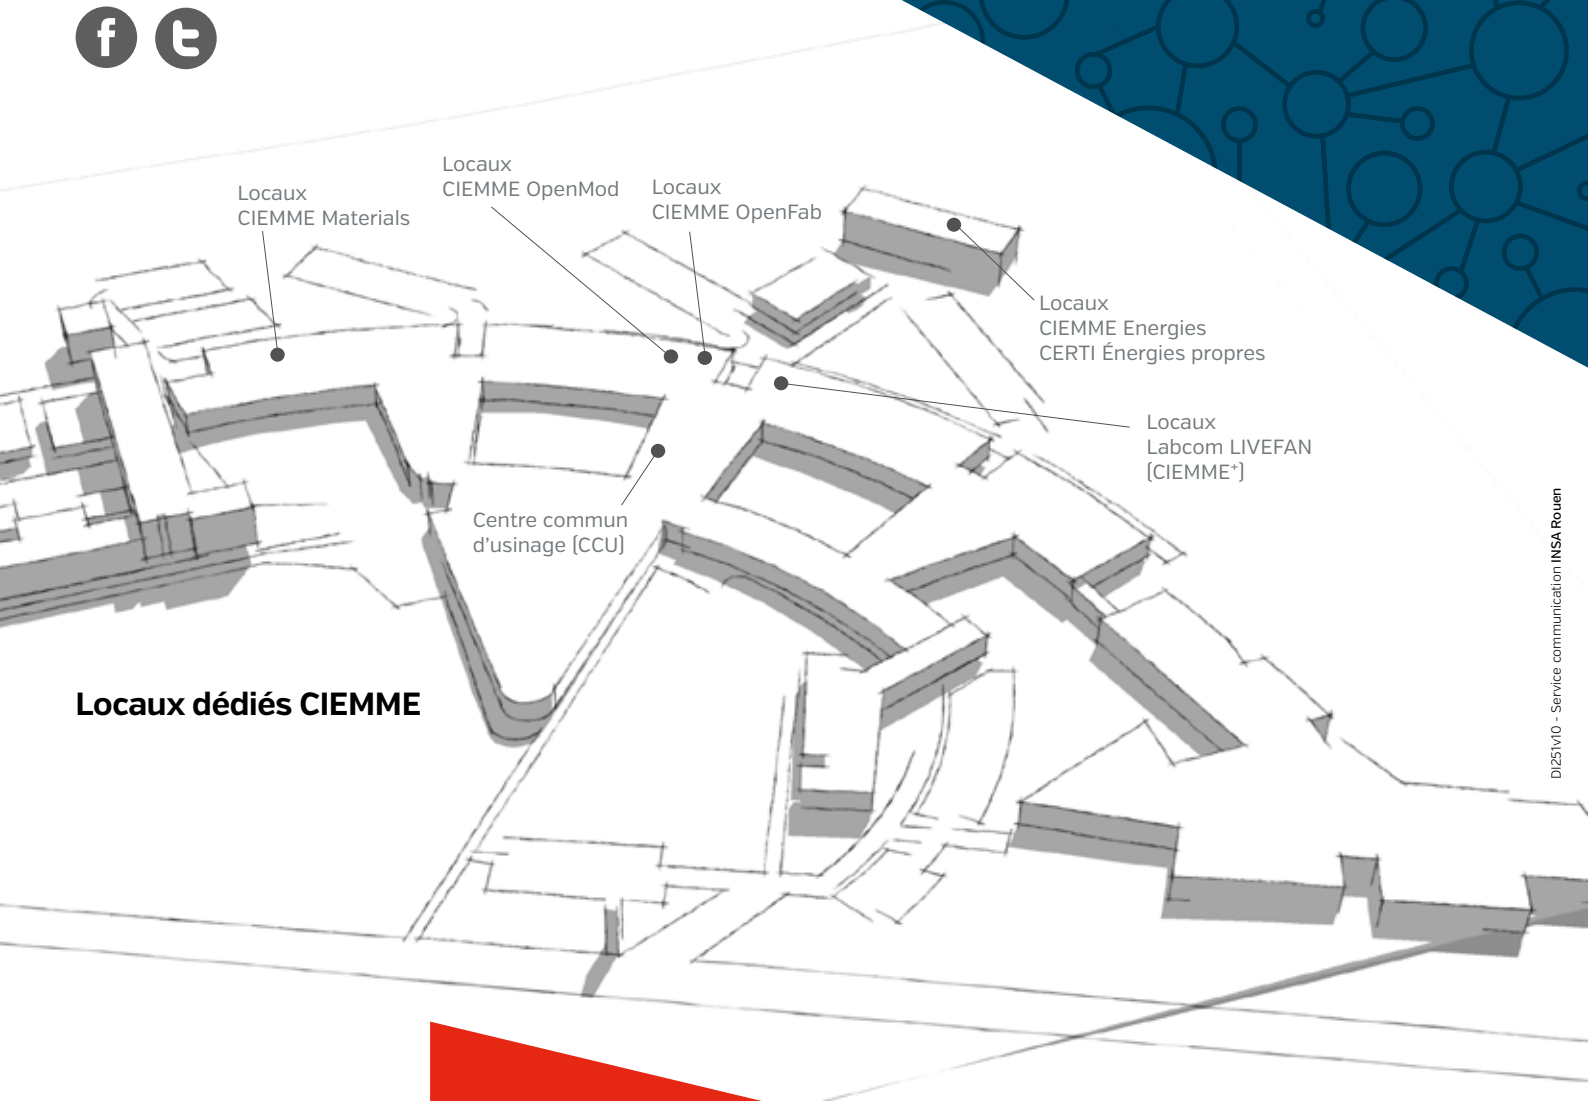 Locaux
CIEMME Materials
Locaux
CIEMME OpenMod
Locaux
CIEMME OpenFab
Locaux
CIEMME Energies
CERTI Énergies propres
Locaux
Labcom LIVEFAN
(CIEMME⁺)
Centre commun
d'usinage (CCU)
Locaux dédiés CIEMME
DI251v10 - Service communication INSA Rouen